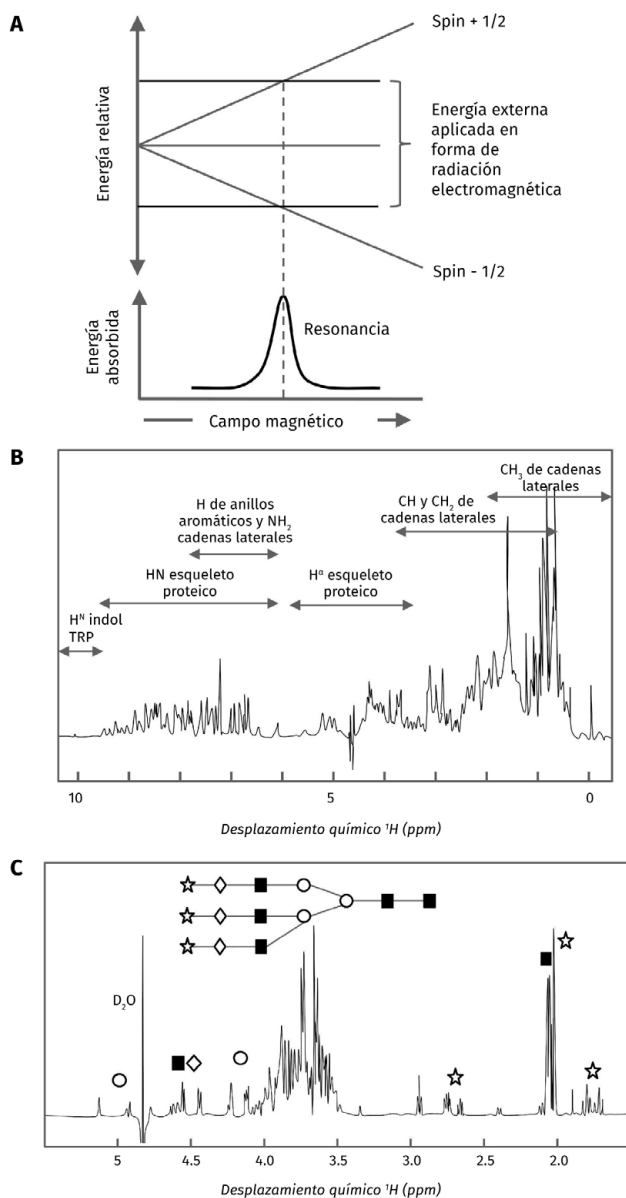 A
Energía relativa
Spin + 1/2
Energía externa
aplicada en
forma de
radiación
electromagnética
Spin - 1/2
Energía
absorbida
Resonancia
Campo magnético
B
CH₃ de cadenas
laterales
H de anillos
aromáticos y NH₂
cadenas laterales
CH y CH₂ de
cadenas laterales
HN esqueleto
proteico
Hᵅ esqueleto
proteico
Hᴺ indol
TRP
10
5
0
Desplazamiento químico ¹H (ppm)
C
D₂O
5
4.5
4.0
3.5
3.0
2.5
2.0
Desplazamiento químico ¹H (ppm)